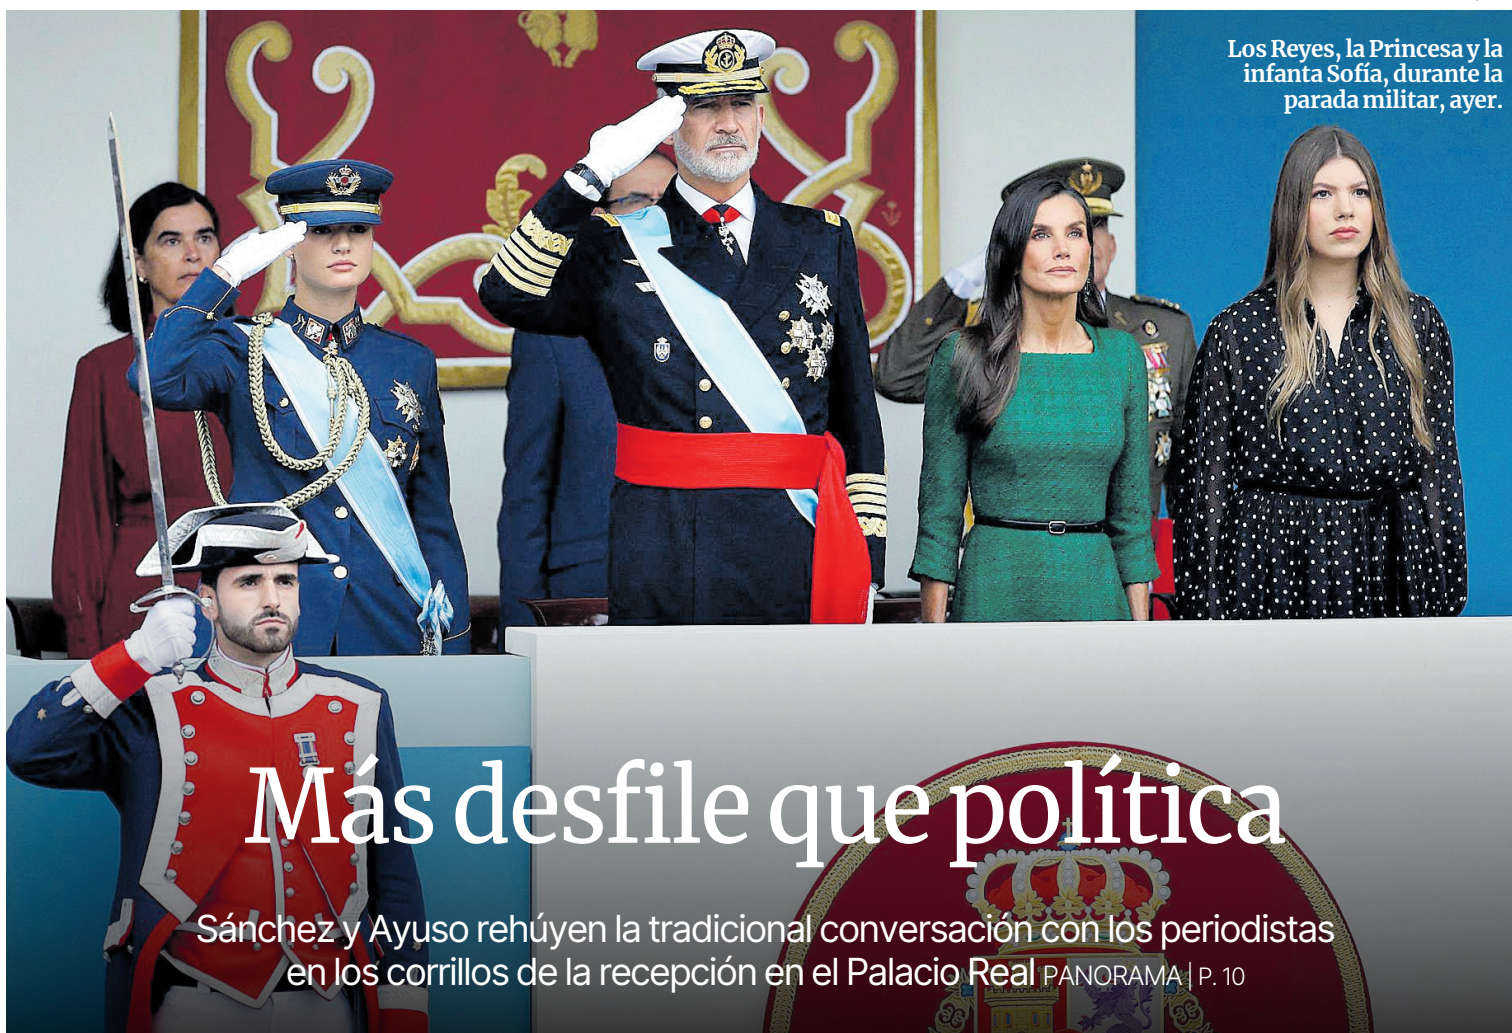 Los Reyes, la Princesa y la
infanta Sofía, durante la
parada militar, ayer.
Más desfile que política
Sánchez y Ayuso rehúyen la tradicional conversación con los periodistas
en los corrillos de la recepción en el Palacio Real PANORAMA | P. 10